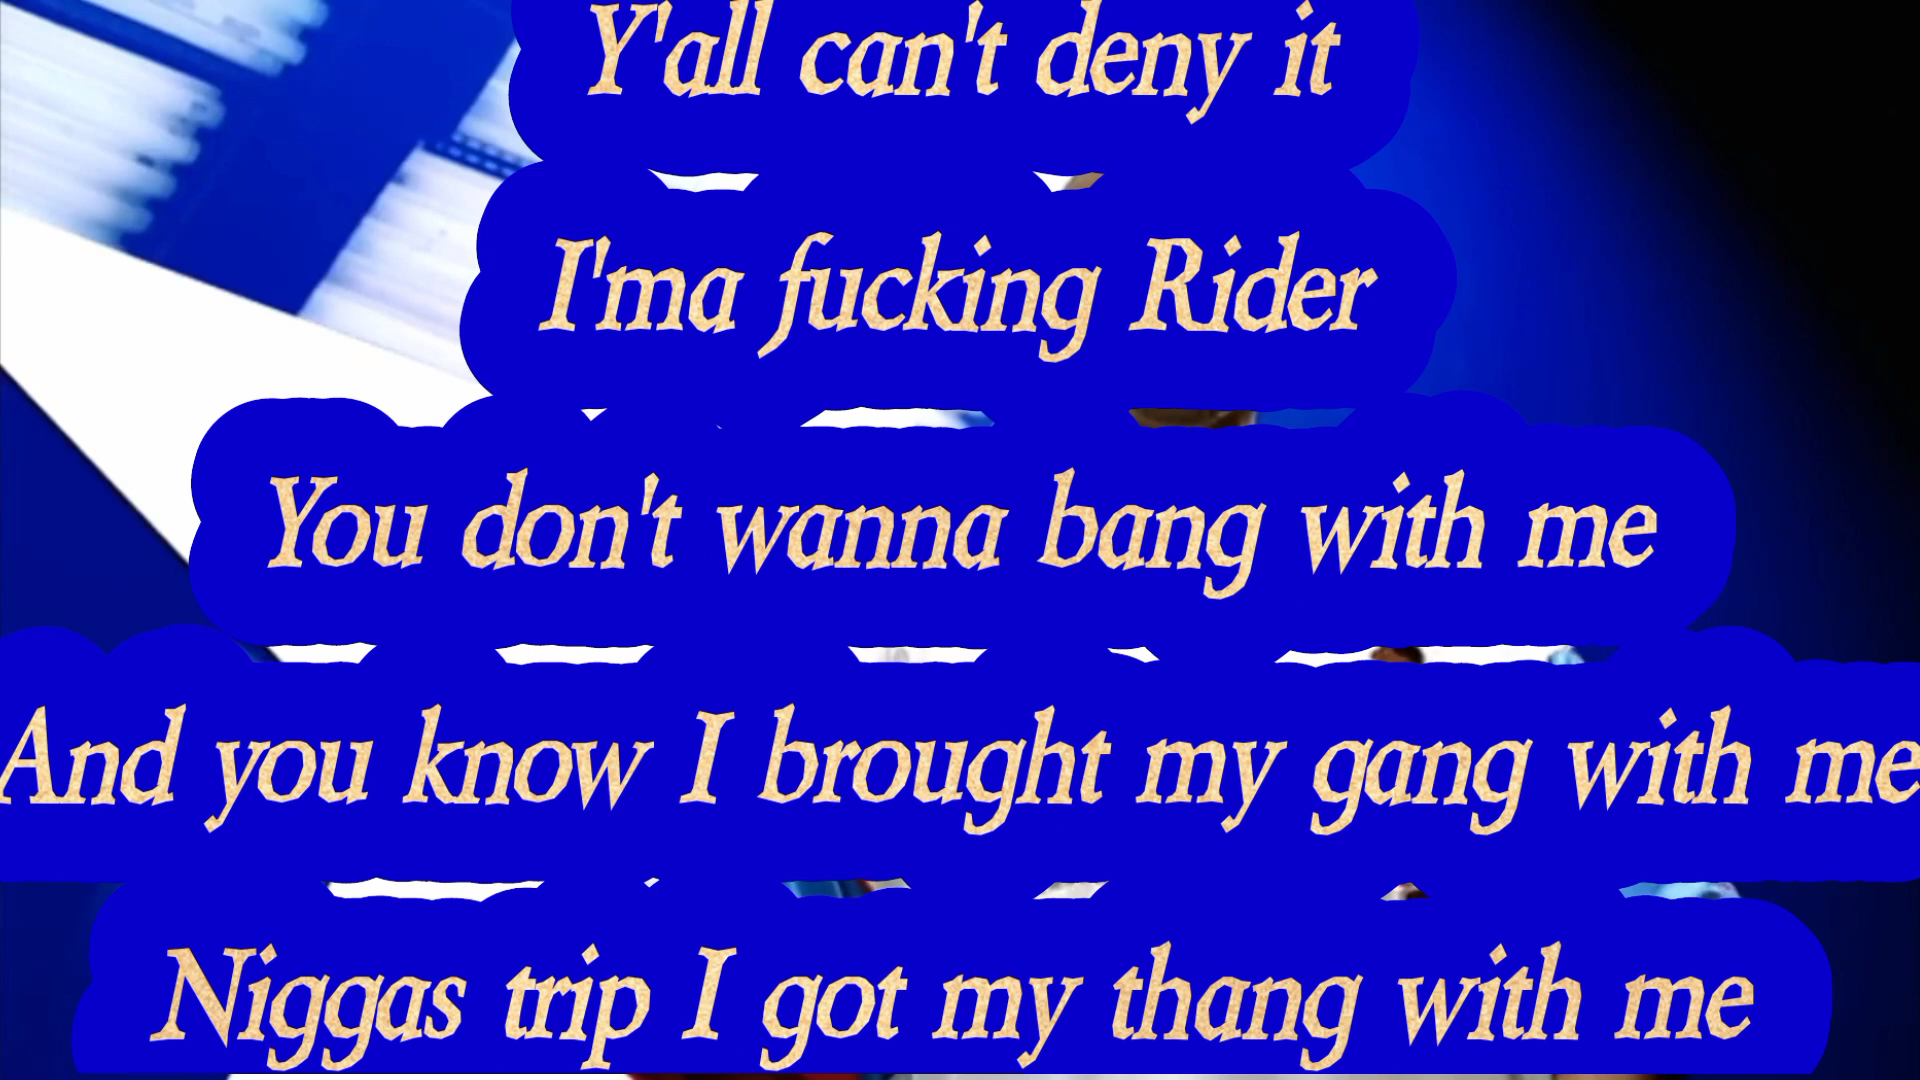 Y'all can't deny it
I'ma fucking Rider
You don't wanna bang with me
And you know I brought my gang with me
Niggas trip I got my thang with me